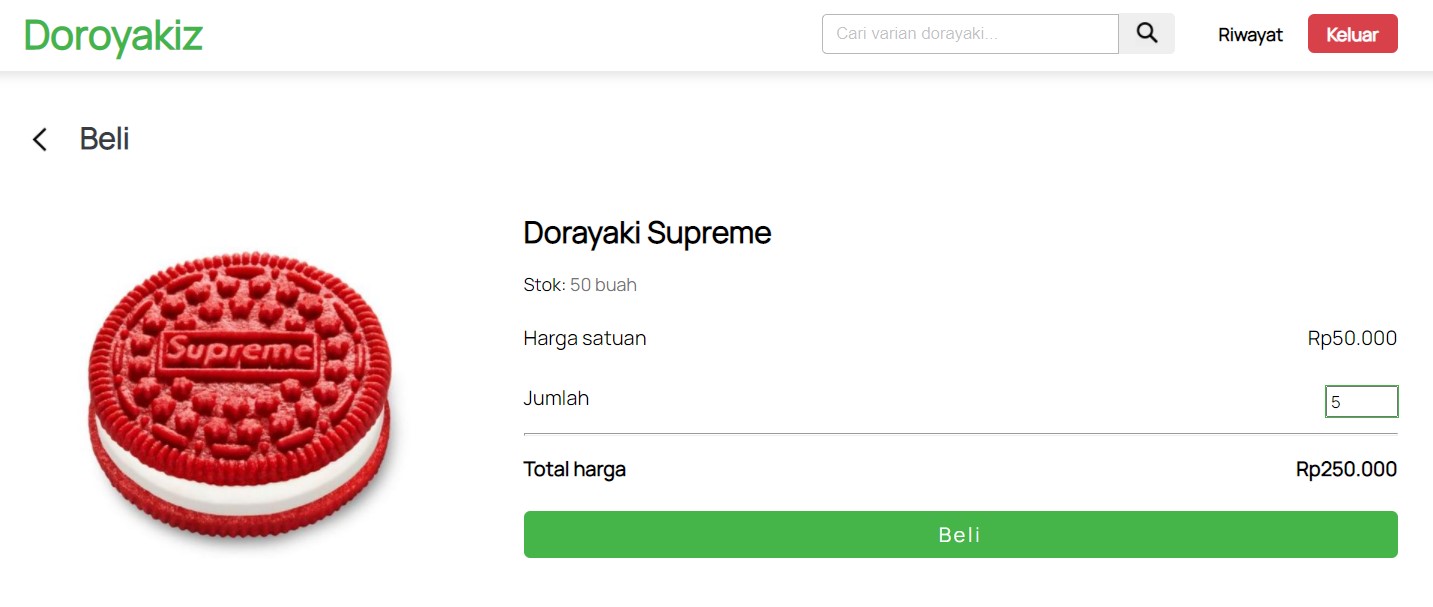 Doroyakiz
Cari varian dorayaki...
Riwayat
Keluar
Beli
Supreme
Dorayaki Supreme
Stok: 50 buah
Harga satuan Rp50.000
Jumlah 5
Total harga Rp250.000
Beli